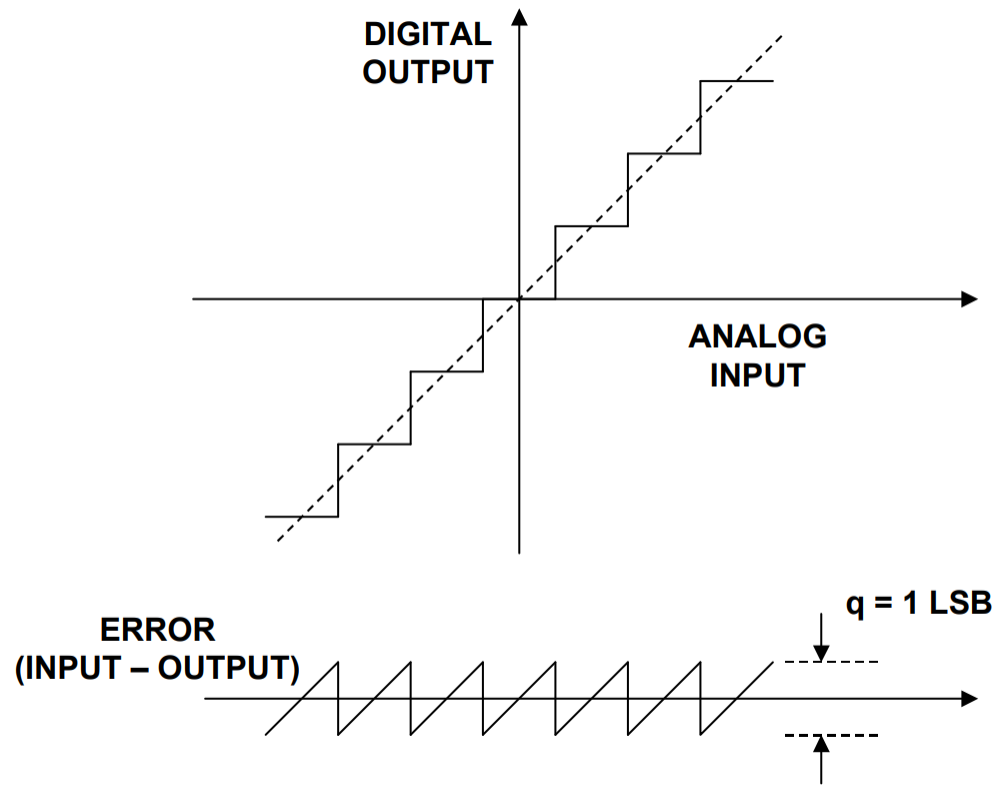 DIGITAL
OUTPUT
ANALOG
INPUT
q = 1 LSB
ERROR
(INPUT – OUTPUT)